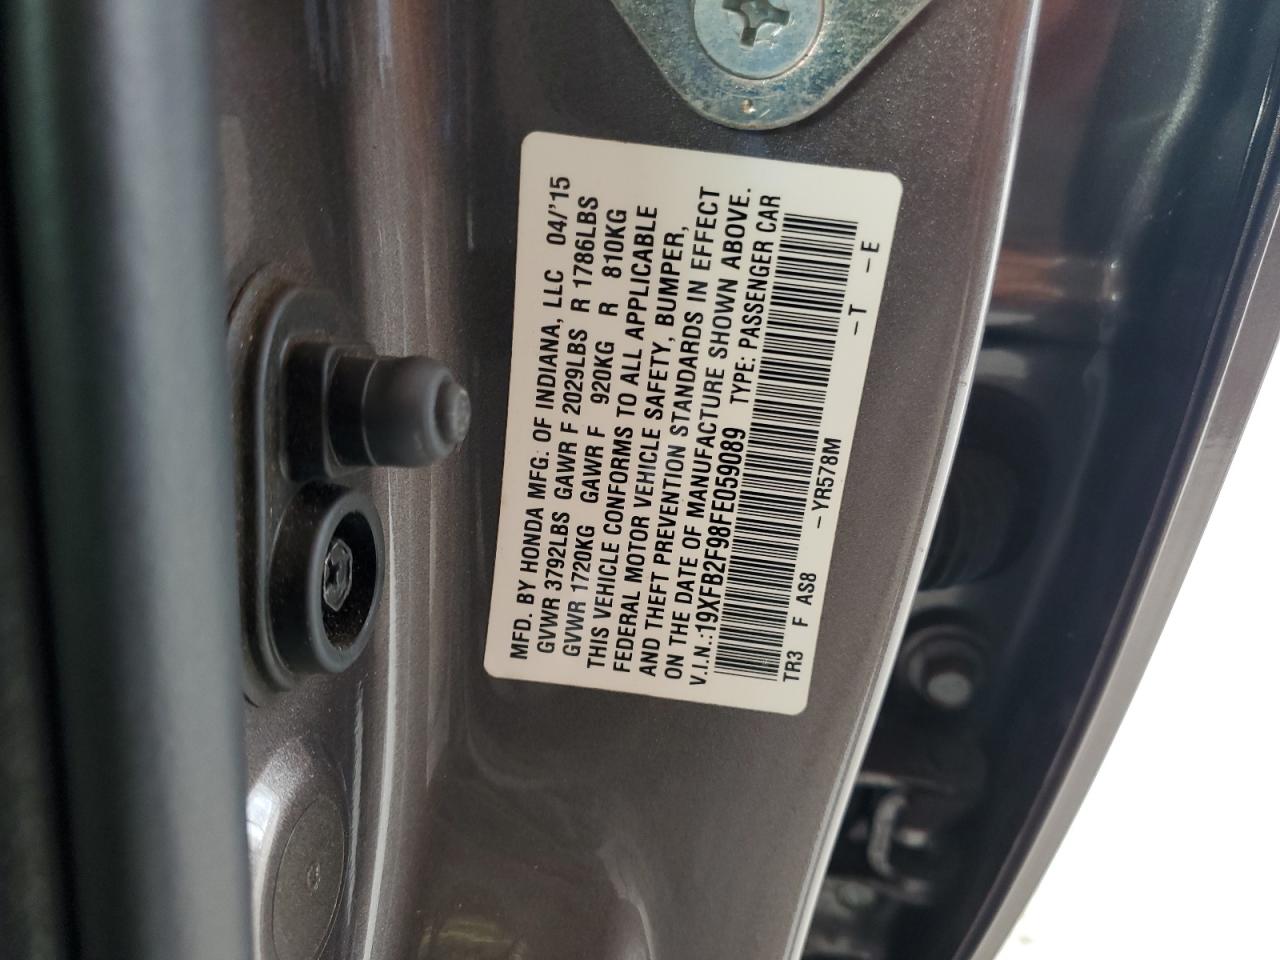 MFD. BY HONDA MFG. OF INDIANA, LLC 04/'15
GVWR 3792LBS GAWR F 2029LBS R 1786LBS
GVWR 1720KG GAWR F 920KG R 810KG
THIS VEHICLE CONFORMS TO ALL APPLICABLE
FEDERAL MOTOR VEHICLE SAFETY, BUMPER,
AND THEFT PREVENTION STANDARDS IN EFFECT
ON THE DATE OF MANUFACTURE SHOWN ABOVE.
V.I.N.:19XFB2F98FE059089 TYPE: PASSENGER CAR
TR3 F AS8 -YR578M -T -E